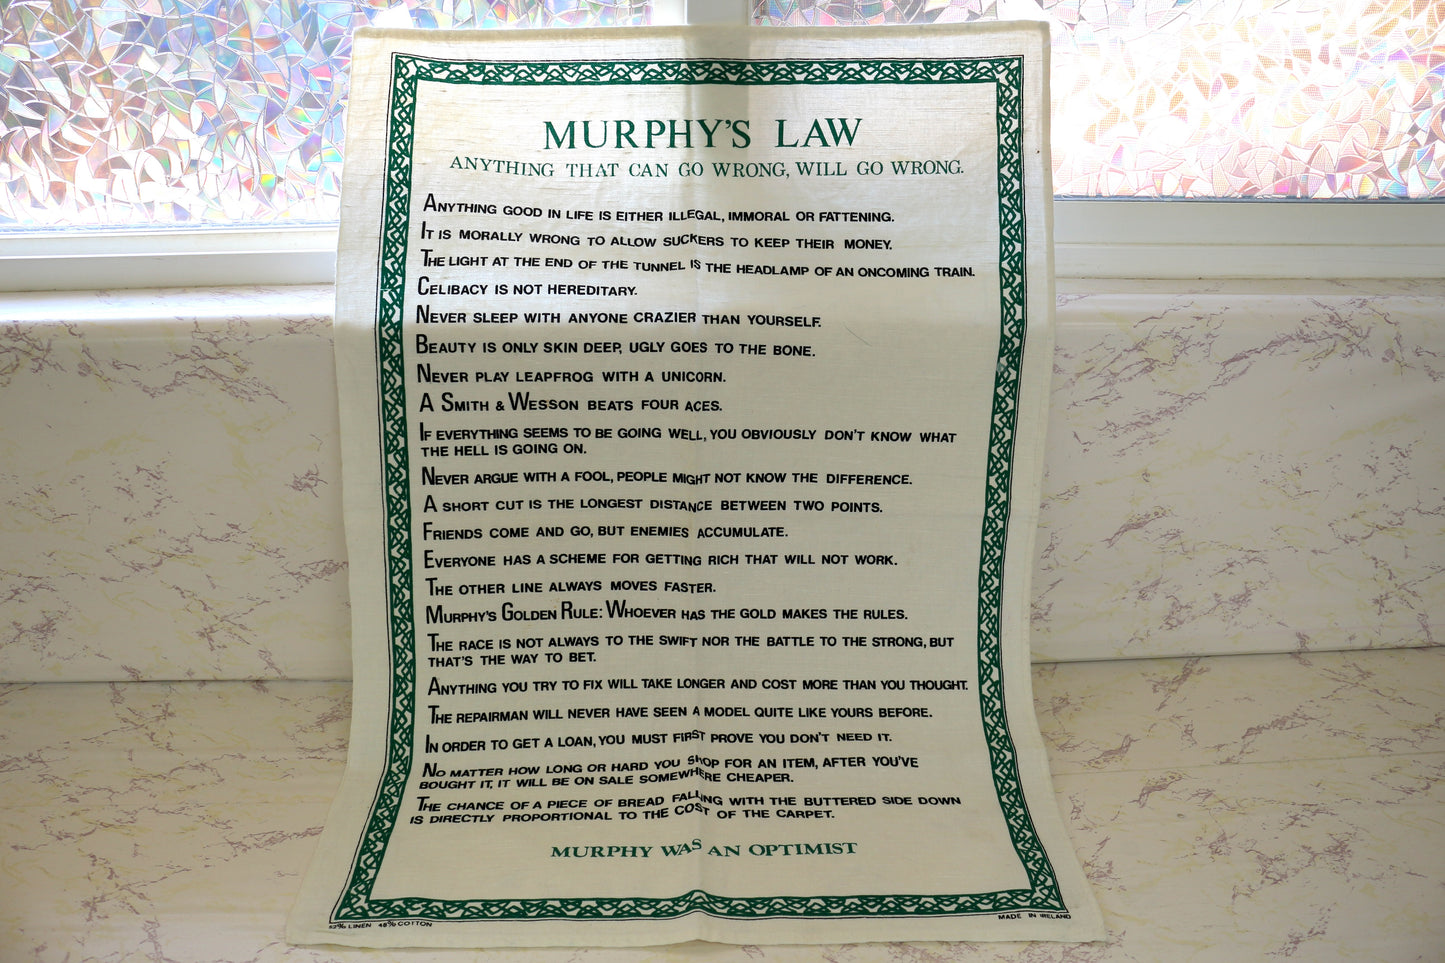 MURPHY'S LAW
ANYTHING THAT CAN GO WRONG, WILL GO WRONG.
ANYTHING GOOD IN LIFE IS EITHER ILLEGAL, IMMORAL OR FATTENING.
IT IS MORALLY WRONG TO ALLOW SUCKERS TO KEEP THEIR MONEY.
THE LIGHT AT THE END OF THE TUNNEL IS THE HEADLAMP OF AN ONCOMING TRAIN.
CELIBACY IS NOT HEREDITARY.
NEVER SLEEP WITH ANYONE CRAZIER THAN YOURSELF.
BEAUTY IS ONLY SKIN DEEP, UGLY GOES TO THE BONE.
NEVER PLAY LEAPFROG WITH A UNICORN.
A SMITH & WESSON BEATS FOUR ACES.
IF EVERYTHING SEEMS TO BE GOING WELL, YOU OBVIOUSLY DON'T KNOW WHAT
THE HELL IS GOING ON.
NEVER ARGUE WITH A FOOL, PEOPLE MIGHT NOT KNOW THE DIFFERENCE.
A SHORT CUT IS THE LONGEST DISTANCE BETWEEN TWO POINTS.
FRIENDS COME AND GO, BUT ENEMIES ACCUMULATE.
EVERYONE HAS A SCHEME FOR GETTING RICH THAT WILL NOT WORK.
THE OTHER LINE ALWAYS MOVES FASTER.
MURPHY'S GOLDEN RULE: WHOEVER HAS THE GOLD MAKES THE RULES.
THE RACE IS NOT ALWAYS TO THE SWIFT NOR THE BATTLE TO THE STRONG, BUT
THAT'S THE WAY TO BET.
ANYTHING YOU TRY TO FIX WILL TAKE LONGER AND COST MORE THAN YOU THOUGHT.
THE REPAIRMAN WILL NEVER HAVE SEEN A MODEL QUITE LIKE YOURS BEFORE.
IN ORDER TO GET A LOAN, YOU MUST FIRST PROVE YOU DON'T NEED IT.
NO MATTER HOW LONG OR HARD YOU SHOP FOR AN ITEM, AFTER YOU'VE
BOUGHT IT, IT WILL BE ON SALE SOMEWHERE CHEAPER.
THE CHANCE OF A PIECE OF BREAD FALLING WITH THE BUTTERED SIDE DOWN
IS DIRECTLY PROPORTIONAL TO THE COST OF THE CARPET.
MURPHY WAS AN OPTIMIST
52% LINEN 48% COTTON
MADE IN IRELAND